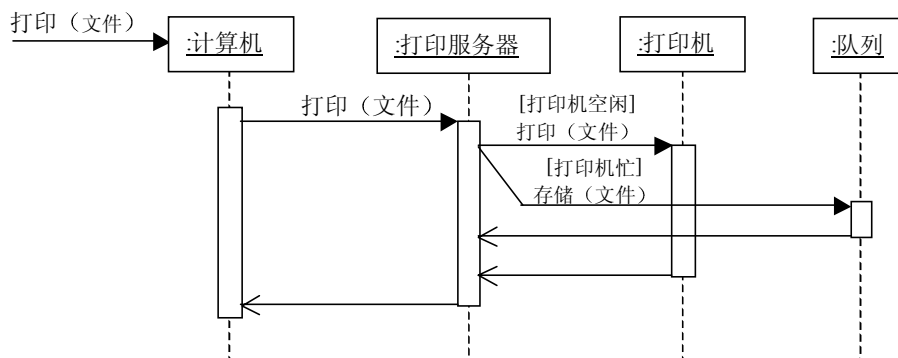 打印（文件）
:计算机
:打印服务器
:打印机
:队列
打印（文件）
[打印机空闲]
打印（文件）
[打印机忙]
存储（文件）